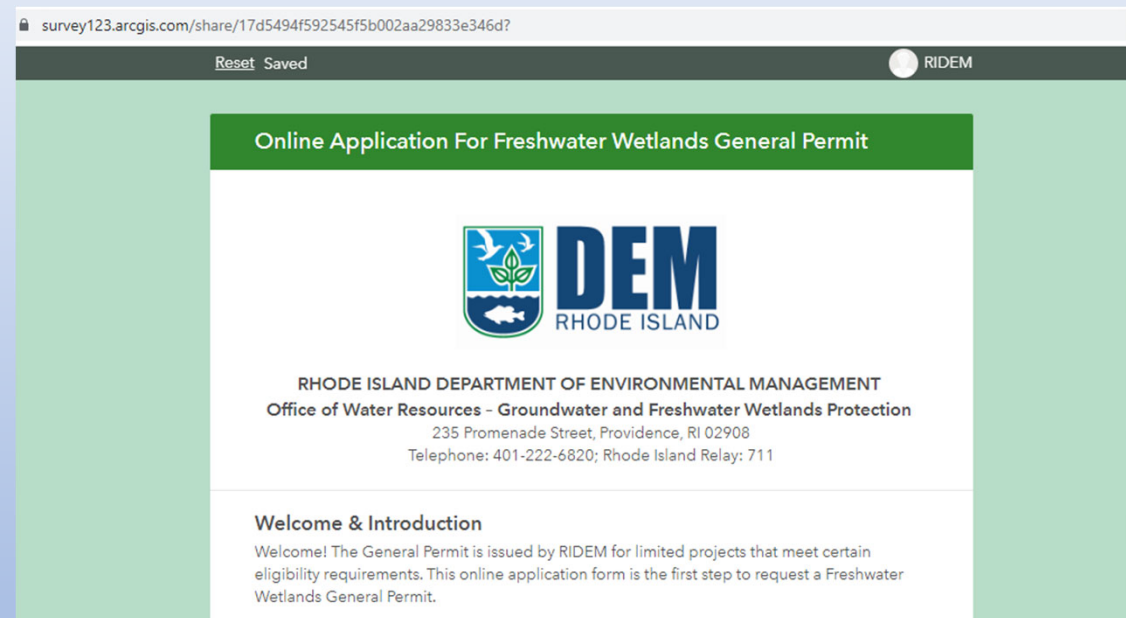 survey123.arcgis.com/share/17d5494f592545f5b002aa29833e346d?
Reset Saved RIDEM
Online Application For Freshwater Wetlands General Permit
DEM
RHODE ISLAND
RHODE ISLAND DEPARTMENT OF ENVIRONMENTAL MANAGEMENT
Office of Water Resources – Groundwater and Freshwater Wetlands Protection
235 Promenade Street, Providence, RI 02908
Telephone: 401-222-6820; Rhode Island Relay: 711
Welcome & Introduction
Welcome! The General Permit is issued by RIDEM for limited projects that meet certain
eligibility requirements. This online application form is the first step to request a Freshwater
Wetlands General Permit.